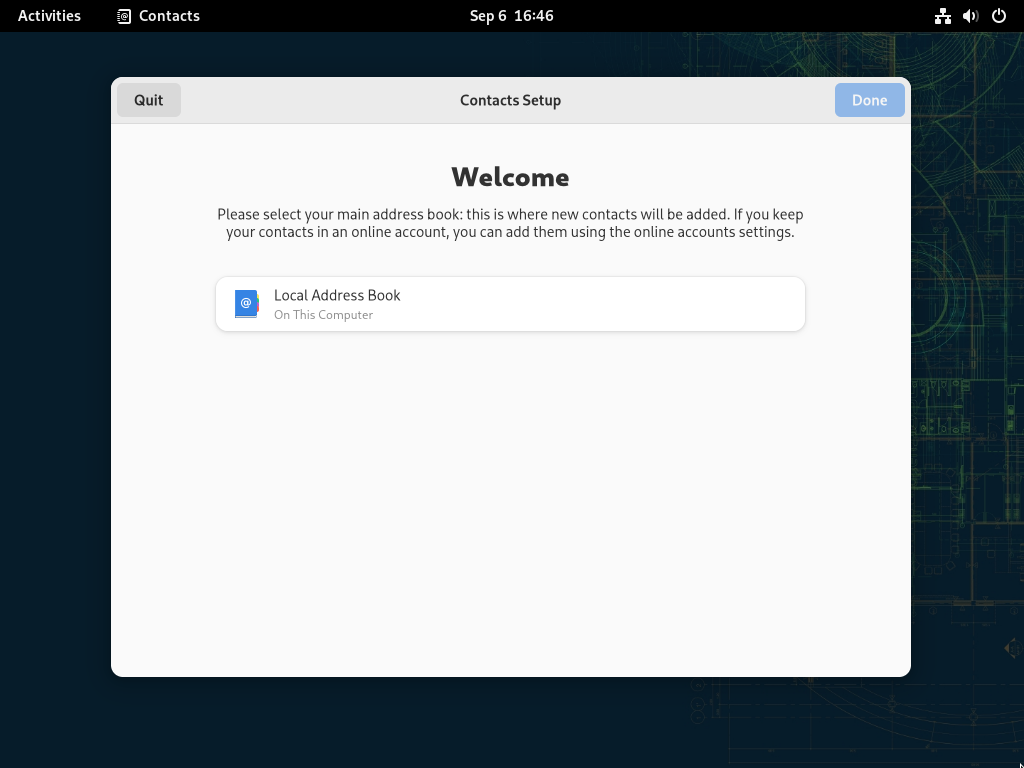 Activities
Contacts
Sep 6 16:46
Quit
Contacts Setup
Done
Welcome
Please select your main address book: this is where new contacts will be added. If you keep
your contacts in an online account, you can add them using the online accounts settings.
Local Address Book
On This Computer